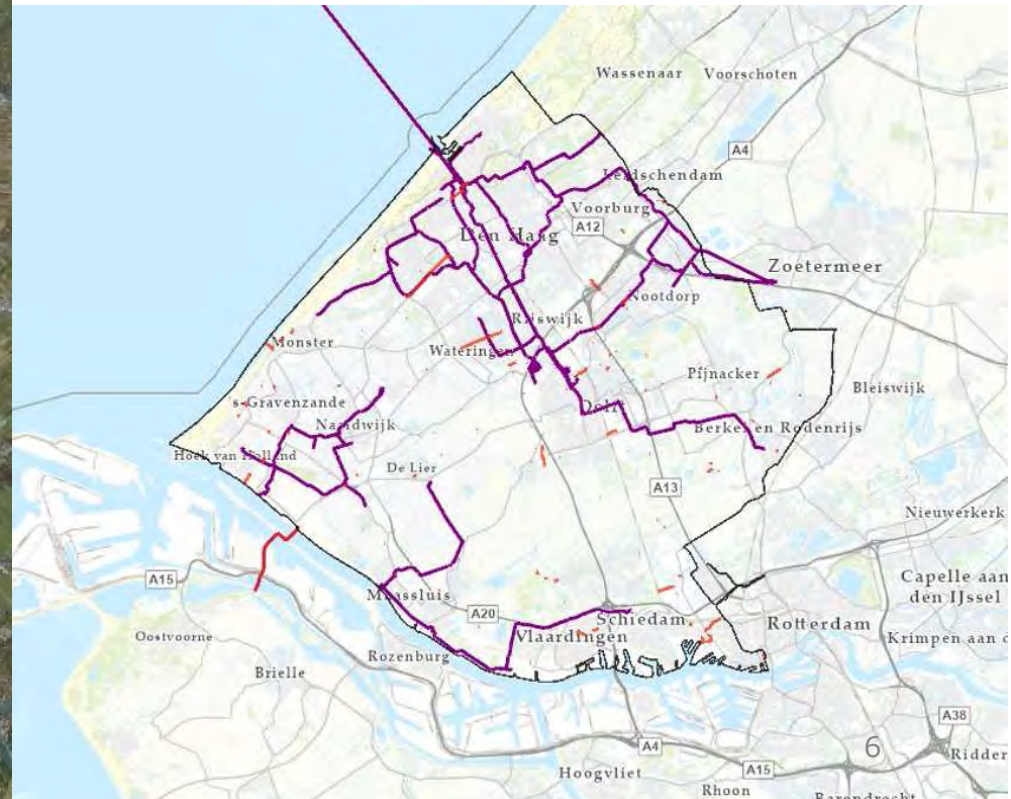 Wassenaar
Voorschoten
A4
Leidschendam
Voorburg
A12
Den Haag
Zoetermeer
Nootdorp
Rijswijk
Monster
Wateringen
Pijnacker
Bleiswijk
's-Gravenzande
Naaldwijk
Delft
Berkel en Rodenrijs
Hoek van Holland
De Lier
A13
Nieuwerkerk
A15
Capelle aan
den IJssel
Maassluis
A20
Schiedam
Rotterdam
Vlaardingen
Oostvoorne
Krimpen aan d
Rozenburg
Brielle
A38
A4
6
Ridder
Hoogvliet
A15
Rhoon
Barendrecht